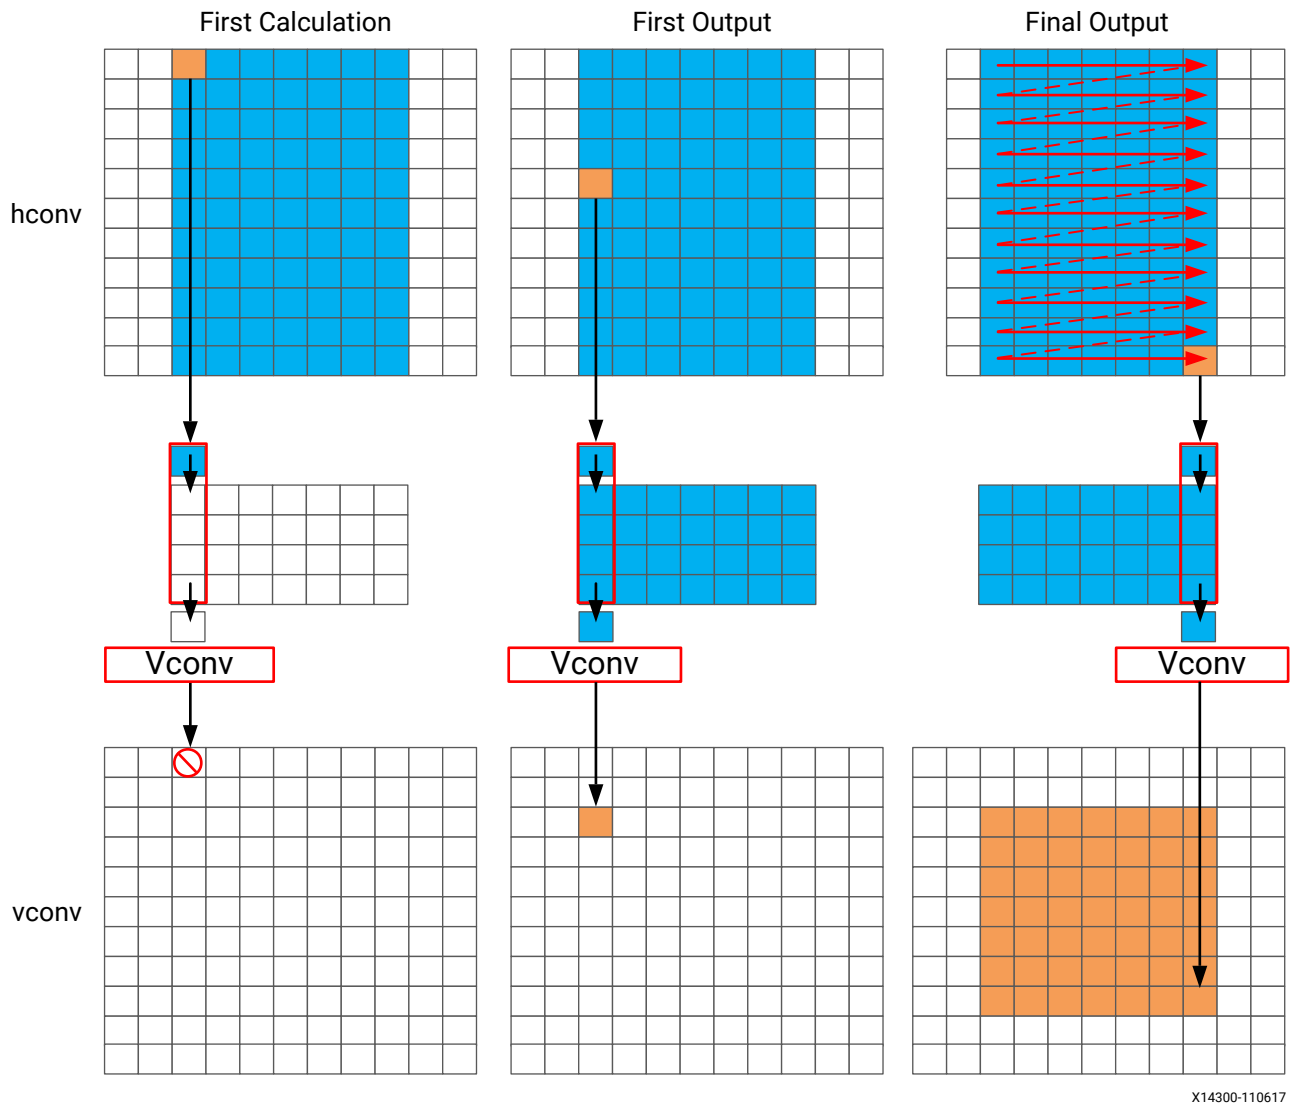 First Calculation
First Output
Final Output
hconv
Vconv
Vconv
Vconv
vconv
X14300-110617